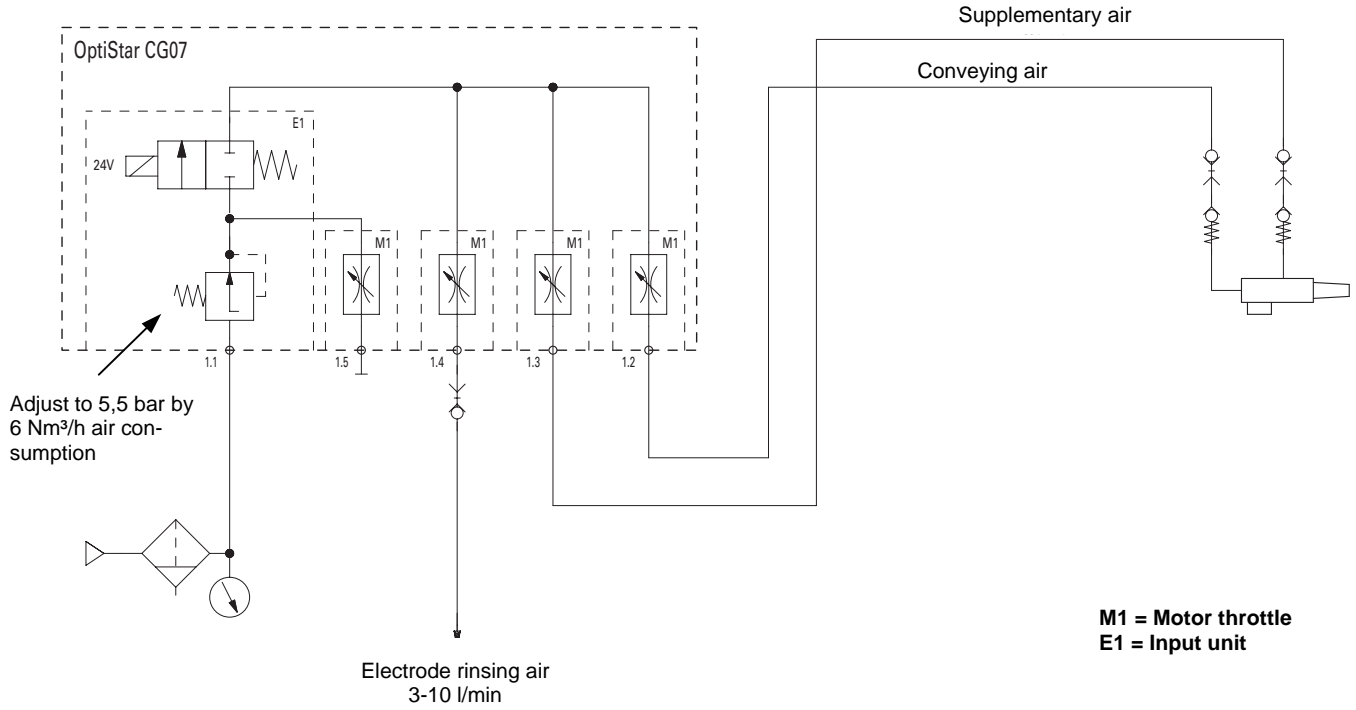 Supplementary air
OptiStar CG07
Conveying air
E1
24V
M1
M1
M1
M1
1.1
1.5
1.4
1.3
1.2
Adjust to 5,5 bar by
6 Nm³/h air con-
sumption
M1 = Motor throttle
E1 = Input unit
Electrode rinsing air
3-10 l/min